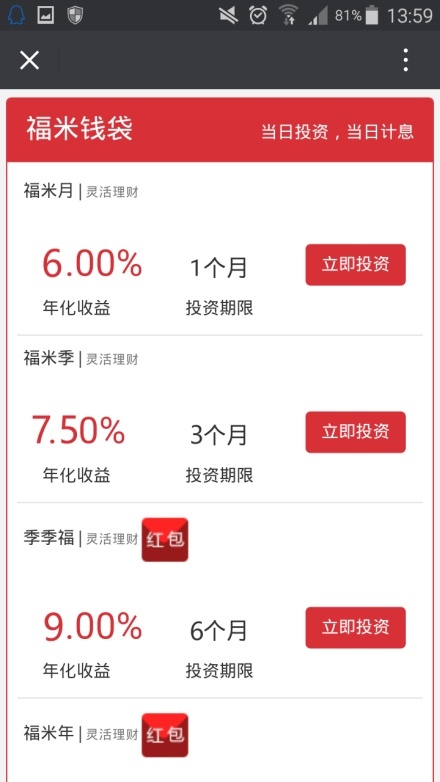 81% 13:59
福米钱袋 当日投资，当日计息
福米月|灵活理财
6.00% 1个月 立即投资
年化收益 投资期限
福米季|灵活理财
7.50% 3个月 立即投资
年化收益 投资期限
季季福|灵活理财 红包
9.00% 6个月 立即投资
年化收益 投资期限
福米年|灵活理财 红包